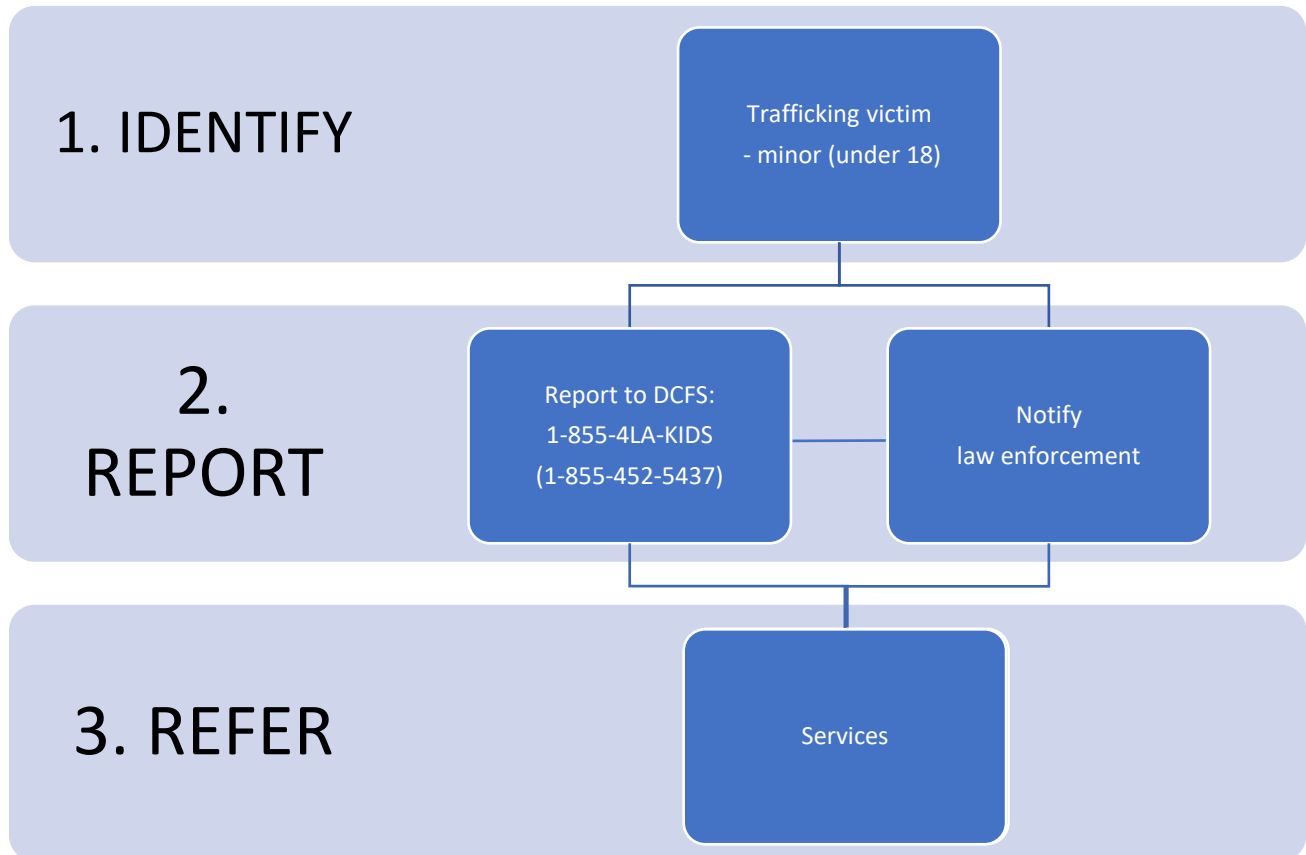 1. IDENTIFY
Trafficking victim
- minor (under 18)
2.
REPORT
Report to DCFS:
1-855-4LA-KIDS
(1-855-452-5437)
Notify
law enforcement
3. REFER
Services